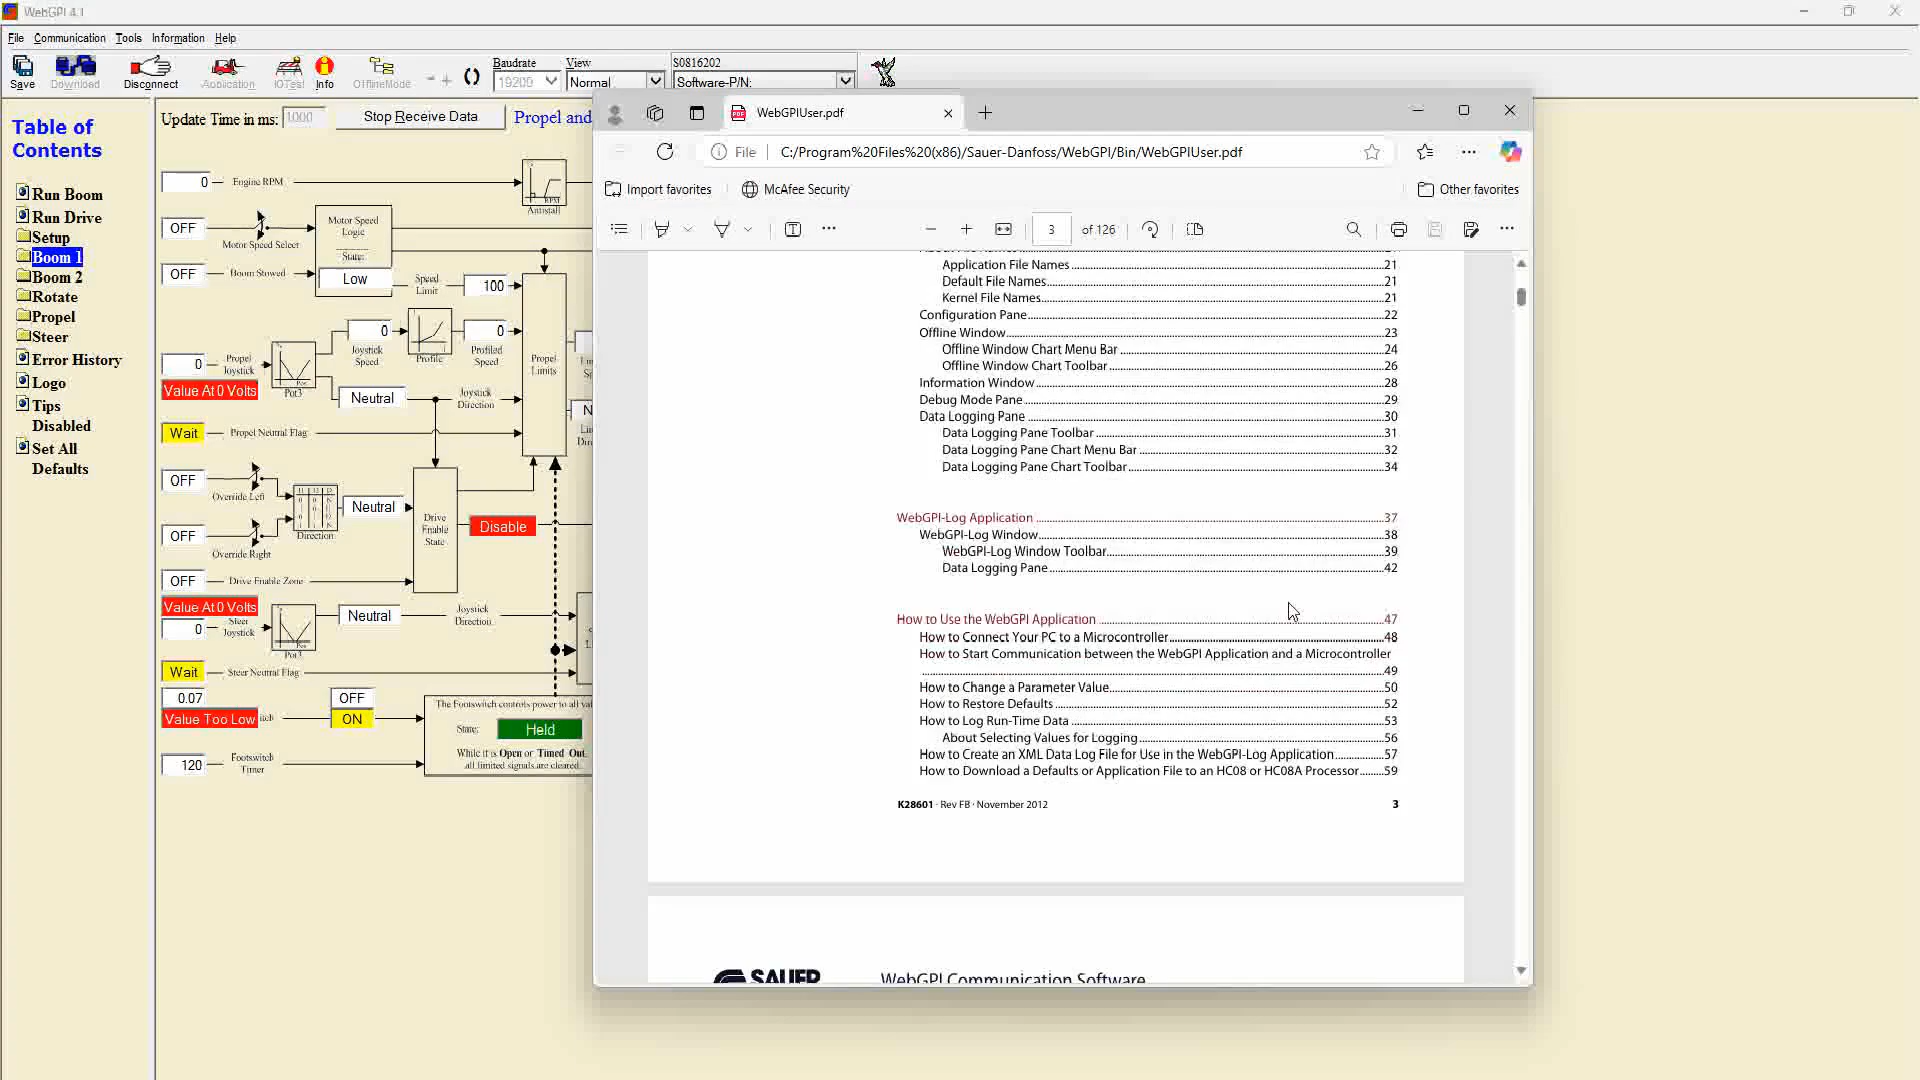 WebGPI 4.1
File Communication Tools Information Help
Save Download Disconnect Application IOTest Info OfflineMode
Baudrate
19200
View
Normal
S0816202
Software-P/N:
Table of
Contents
Run Boom
Run Drive
Setup
Boom 1
Boom 2
Rotate
Propel
Steer
Error History
Logo
Tips
Disabled
Set All
Defaults
Update Time in ms: 1000 Stop Receive Data Propel and
0 Engine RPM
RPM
Antistall
OFF
Motor Speed Select
Motor Speed
Logic
State:
Low
OFF Boom Stowed
Speed
Limit
100
0 Propel
Joystick
Value At 0 Volts
Pos
Pot3
0
Joystick
Speed
Profile
0
Profiled
Speed
Propel
Limits
Neutral
Joystick
Direction
Wait Propel Neutral Flag
OFF
Override Left
OFF
Override Right
Direction
Neutral
Drive
Enable
State
Disable
OFF Drive Enable Zone
Value At 0 Volts
0 Steer
Joystick
Pos
Pot3
Neutral
Joystick
Direction
Wait Steer Neutral Flag
0.07
Value Too Low
OFF
ON
120 Footswitch
Timer
The Footswitch controls power to all val
State: Held
While it is Open or Timed Out,
all limited signals are cleared.
WebGPIUser.pdf
File C:/Program%20Files%20(x86)/Sauer-Danfoss/WebGPI/Bin/WebGPIUser.pdf
Import favorites McAfee Security Other favorites
3 of 126
Application File Names 21
Default File Names 21
Kernel File Names 21
Configuration Pane 22
Offline Window 23
Offline Window Chart Menu Bar 24
Offline Window Chart Toolbar 26
Information Window 28
Debug Mode Pane 29
Data Logging Pane 30
Data Logging Pane Toolbar 31
Data Logging Pane Chart Menu Bar 32
Data Logging Pane Chart Toolbar 34
WebGPI-Log Application 37
WebGPI-Log Window 38
WebGPI-Log Window Toolbar 39
Data Logging Pane 42
How to Use the WebGPI Application 47
How to Connect Your PC to a Microcontroller 48
How to Start Communication between the WebGPI Application and a Microcontroller
49
How to Change a Parameter Value 50
How to Restore Defaults 52
How to Log Run-Time Data 53
About Selecting Values for Logging 56
How to Create an XML Data Log File for Use in the WebGPI-Log Application 57
How to Download a Defaults or Application File to an HC08 or HC08A Processor 59
K28601 · Rev FB · November 2012 3
SAUER WebGPI Communication Software